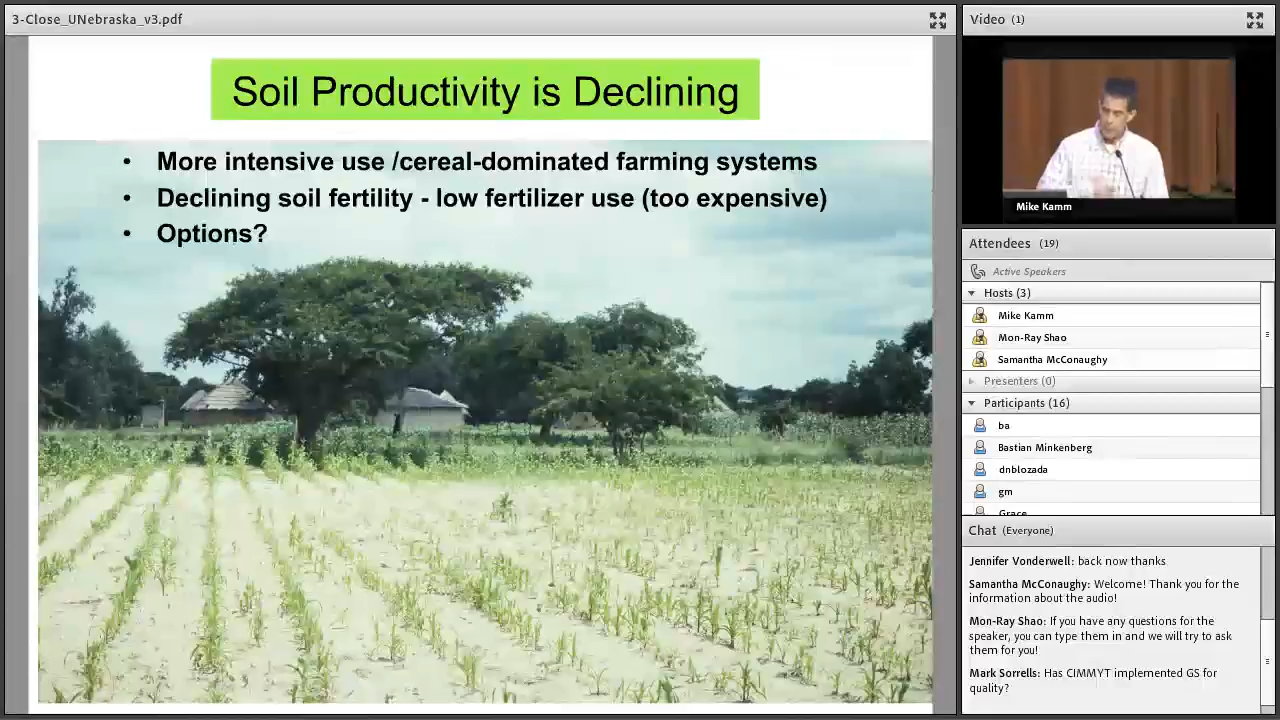 3-Close_UNebraska_v3.pdf
Soil Productivity is Declining
• More intensive use /cereal-dominated farming systems
• Declining soil fertility - low fertilizer use (too expensive)
• Options?
Video (1)
Mike Kamm
Attendees (19)
Active Speakers
Hosts (3)
Mike Kamm
Mon-Ray Shao
Samantha McConaughy
Presenters (0)
Participants (16)
ba
Bastian Minkenberg
dnblozada
gm
Grace
Chat (Everyone)
Jennifer Vonderwell: back now thanks
Samantha McConaughy: Welcome! Thank you for the
information about the audio!
Mon-Ray Shao: If you have any questions for the
speaker, you can type them in and we will try to ask
them for you!
Mark Sorrells: Has CIMMYT implemented GS for
quality?